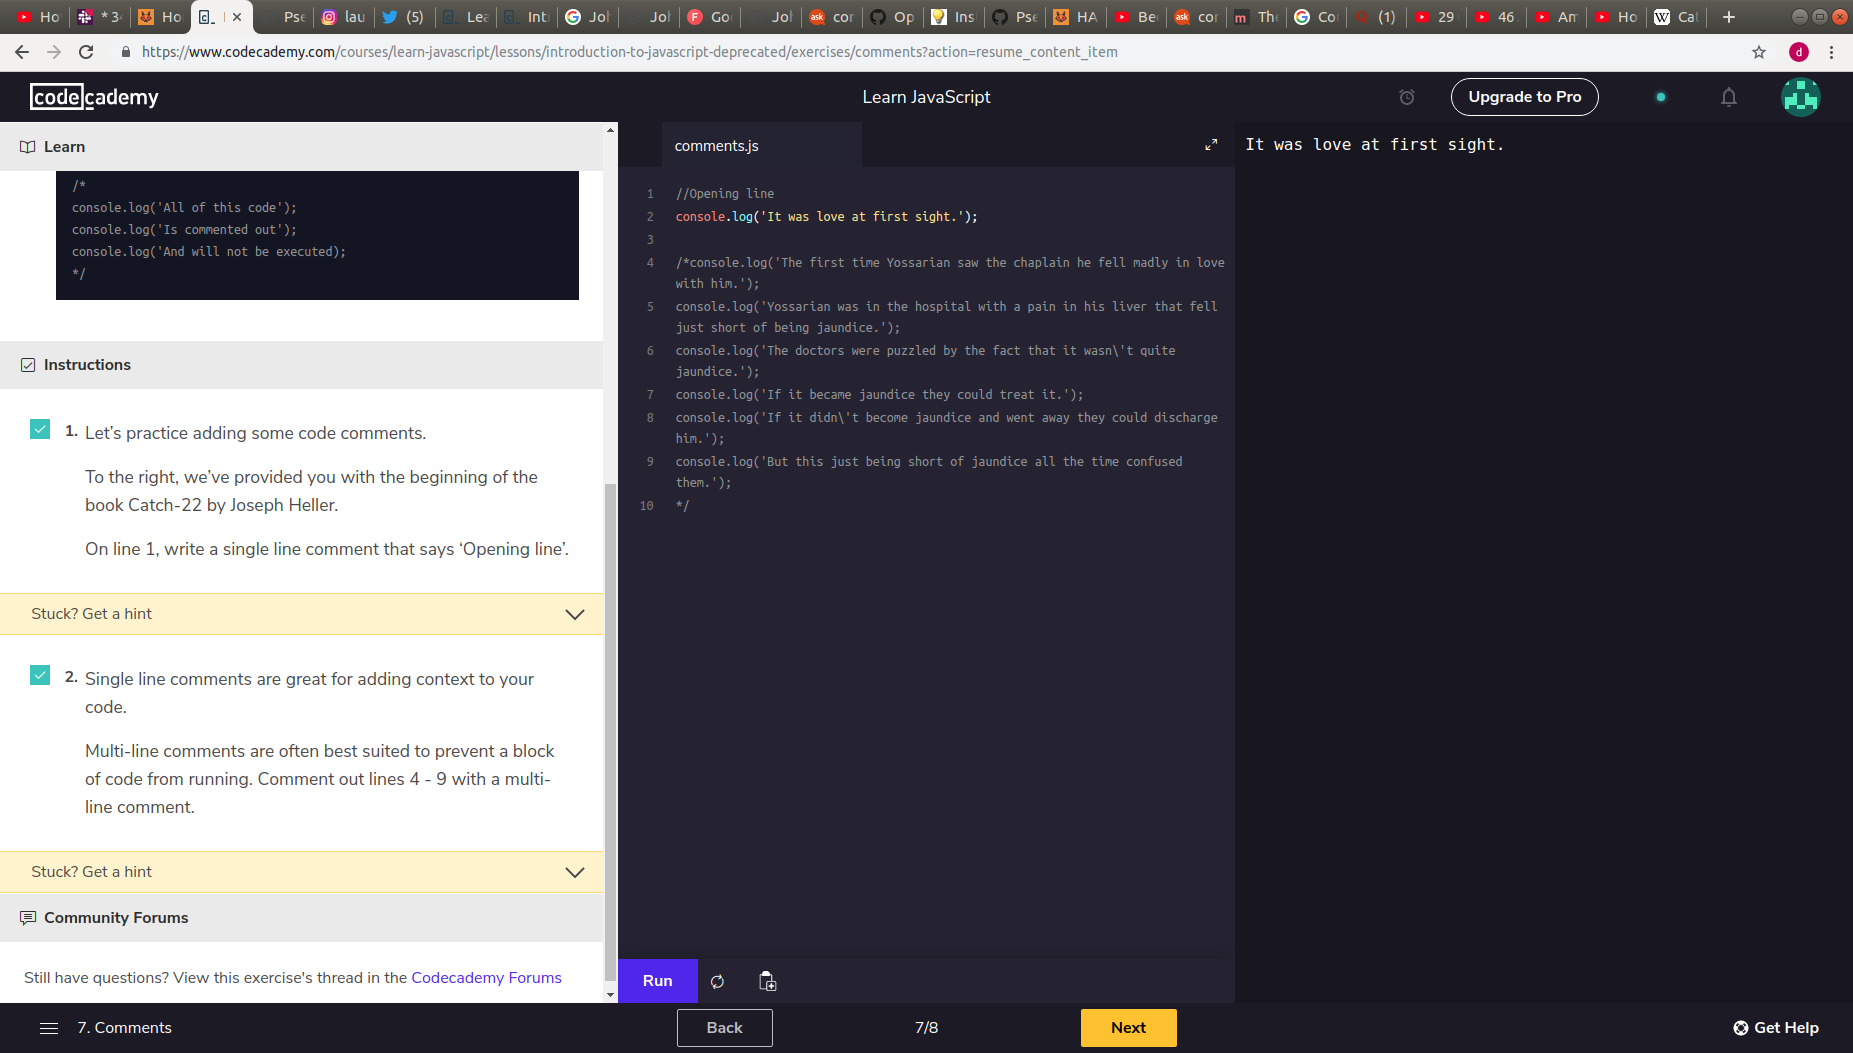 Ho
* 3
Ho
Pse
lau
(5)
Lea
Int
Joh
Joh
Go
Joh
ask
cor
Op
Ins
Pse
HA
Be
ask
cor
m
The
Co
(1)
29
46
Am
Ho
W
Cat
https://www.codecademy.com/courses/learn-javascript/lessons/introduction-to-javascript-deprecated/exercises/comments?action=resume_content_item
d
codecademy
Learn JavaScript
Upgrade to Pro
Learn
/*
console.log('All of this code');
console.log('Is commented out');
console.log('And will not be executed);
*/
Instructions
1. Let’s practice adding some code comments.
To the right, we’ve provided you with the beginning of the
book Catch-22 by Joseph Heller.
On line 1, write a single line comment that says ‘Opening line’.
Stuck? Get a hint
2. Single line comments are great for adding context to your
code.
Multi-line comments are often best suited to prevent a block
of code from running. Comment out lines 4 - 9 with a multi-
line comment.
Stuck? Get a hint
Community Forums
Still have questions? View this exercise's thread in the Codecademy Forums
comments.js
1 //Opening line
2 console.log('It was love at first sight.');
3
4 /*console.log('The first time Yossarian saw the chaplain he fell madly in love
with him.');
5 console.log('Yossarian was in the hospital with a pain in his liver that fell
just short of being jaundice.');
6 console.log('The doctors were puzzled by the fact that it wasn\'t quite
jaundice.');
7 console.log('If it became jaundice they could treat it.');
8 console.log('If it didn\'t become jaundice and went away they could discharge
him.');
9 console.log('But this just being short of jaundice all the time confused
them.');
10 */
Run
It was love at first sight.
7. Comments
Back
7/8
Next
Get Help